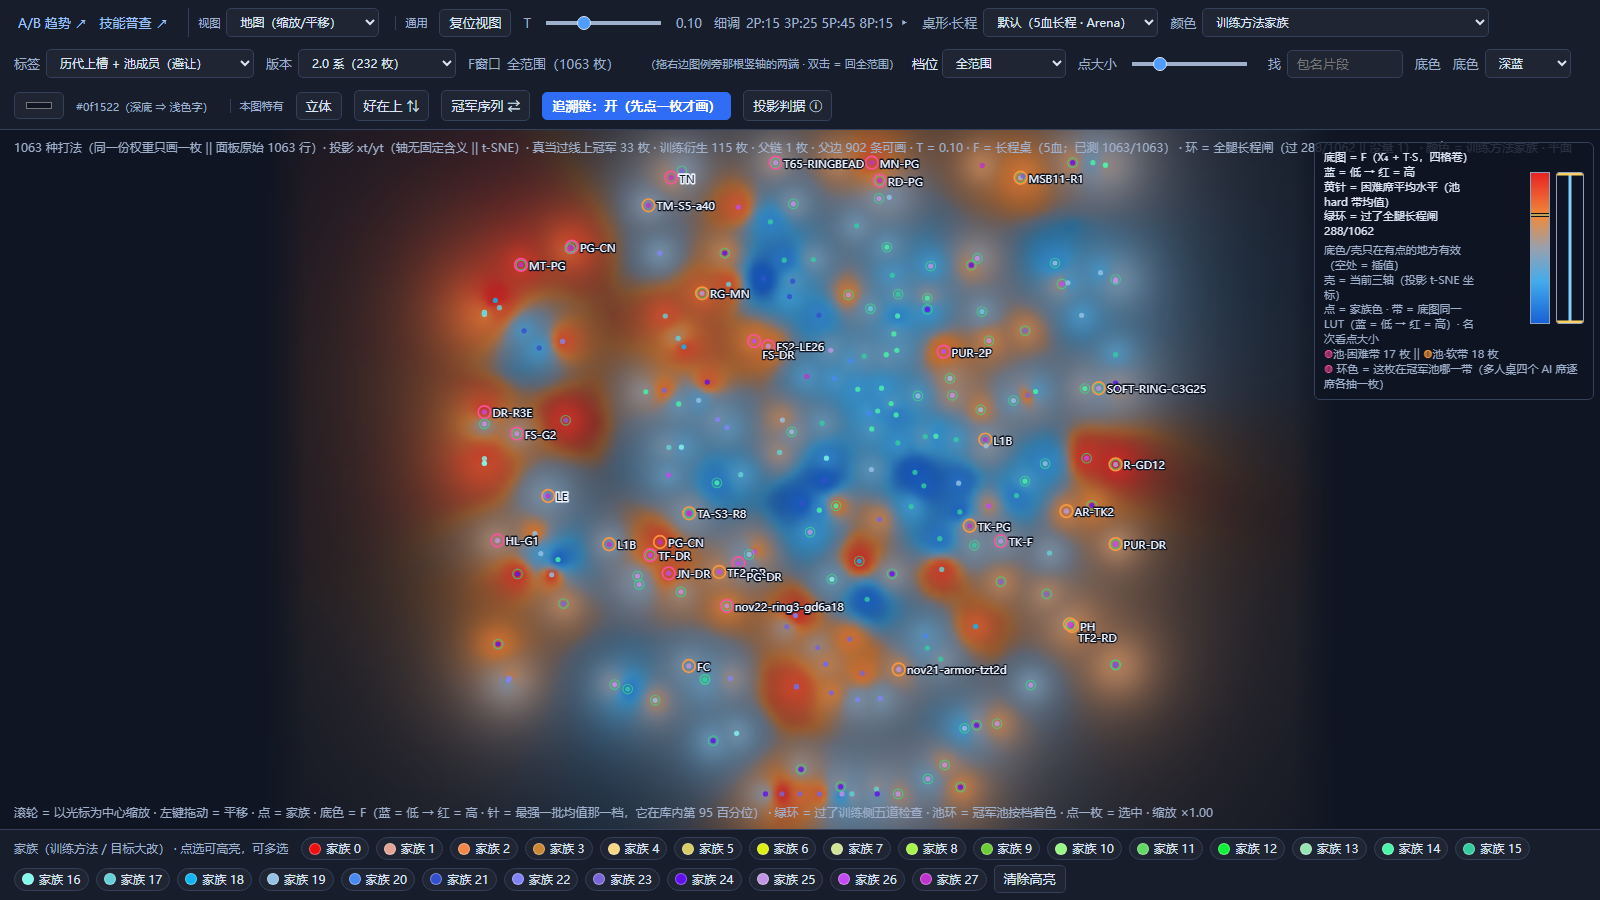 A/B 趋势 ↗ 技能普查 ↗ 视图 地图（缩放/平移） 通用 复位视图 T 0.10 细调 2P:15 3P:25 5P:45 8P:15 ▸ 桌形·长程 默认（5血长程 · Arena） 颜色 训练方法家族
标签 历代上槽 + 池成员（避让） 版本 2.0 系（232 枚） F窗口 全范围（1063 枚） （拖右边图例旁那根竖轴的两端 · 双击 = 回全范围） 档位 全范围 点大小 找 包名片段 底色 底色 深蓝
#0f1522（深底 ⇒ 浅色字） 本图特有 立体 好在上 ⇅ 冠军序列 ⇄ 追溯链：开（先点一枚才画） 投影判据 ⓘ
1063 种打法（同一份权重只画一枚 || 面板原始 1063 行）· 投影 xt/yt（轴无固定含义 || t-SNE）· 真当过线上冠军 33 枚 · 训练衍生 115 枚 · 父链 1 枚 · 父边 902 条可画 · T = 0.10 · F = 长程桌（5血；已测 1063/1063）· 环 = 全腿长程闸（过 288/1062
底图 = F（X₄ + T·S，四格卷）
蓝 = 低 → 红 = 高
黄针 = 困难席平均水平（池
hard 带均值）
绿环 = 过了全腿长程闸
288/1062
底色/壳只在有点的地方有效
（空处 = 插值）
壳 = 当前三轴（投影 t-SNE 坐
标）
点 = 家族色 · 带 = 底图同一
LUT（蓝 = 低 → 红 = 高）· 名
次看点大小
池·困难带 17 枚 || 池·软带 18 枚
环色 = 这枚在冠军池哪一带（多人桌四个 AI 席逐
席各抽一枚）
T65-RINGBEAD
MN-PG
TN
RD-PG
MSB11-R1
TM-S5-a40
PG-CN
MT-PG
RG-MN
FS2-LE26
FS-DR
PUR-2P
SOFT-RING-C3G25
DR-R3E
FS-G2
L1B
R-GD12
LE
TA-S3-R8
AR-TK2
TK-PG
HL-G1
L1B
PG-CN
TK-F
PUR-DR
TF-DR
JN-DR
TF2-DR
PG-DR
nov22-ring3-gd6a18
PH
TF2-RD
FC
nov21-armor-tzt2d
滚轮 = 以光标为中心缩放 · 左键拖动 = 平移 · 点 = 家族 · 底色 = F（蓝 = 低 → 红 = 高 · 针 = 最强一批均值那一档，它在库内第 95 百分位）· 绿环 = 过了训练侧五道检查 · 池环 = 冠军池按档着色 · 点一枚 = 选中 · 缩放 ×1.00
家族（训练方法 / 目标大改）· 点选可高亮，可多选 家族 0 家族 1 家族 2 家族 3 家族 4 家族 5 家族 6 家族 7 家族 8 家族 9 家族 10 家族 11 家族 12 家族 13 家族 14 家族 15
家族 16 家族 17 家族 18 家族 19 家族 20 家族 21 家族 22 家族 23 家族 24 家族 25 家族 26 家族 27 清除高亮